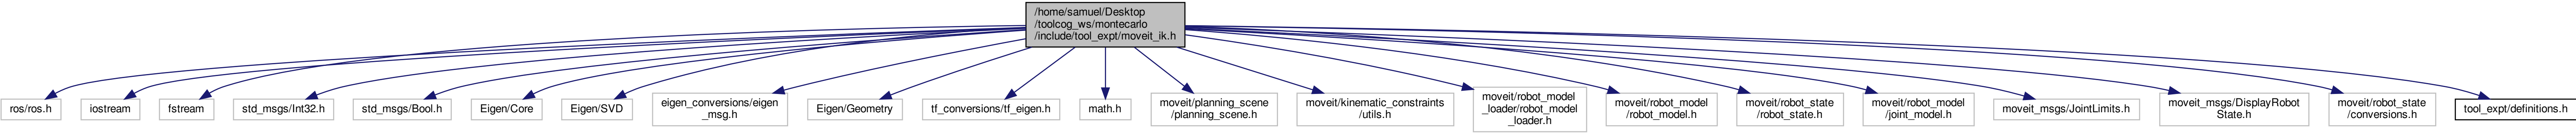 /home/samuel/Desktop
/toolcog_ws/montecarlo
/include/tool_expt/moveit_ik.h
ros/ros.h
iostream
fstream
std_msgs/Int32.h
std_msgs/Bool.h
Eigen/Core
Eigen/SVD
eigen_conversions/eigen
_msg.h
Eigen/Geometry
tf_conversions/tf_eigen.h
math.h
moveit/planning_scene
/planning_scene.h
moveit/kinematic_constraints
/utils.h
moveit/robot_model
_loader/robot_model
_loader.h
moveit/robot_model
/robot_model.h
moveit/robot_state
/robot_state.h
moveit/robot_model
/joint_model.h
moveit_msgs/JointLimits.h
moveit_msgs/DisplayRobot
State.h
moveit/robot_state
/conversions.h
tool_expt/definitions.h